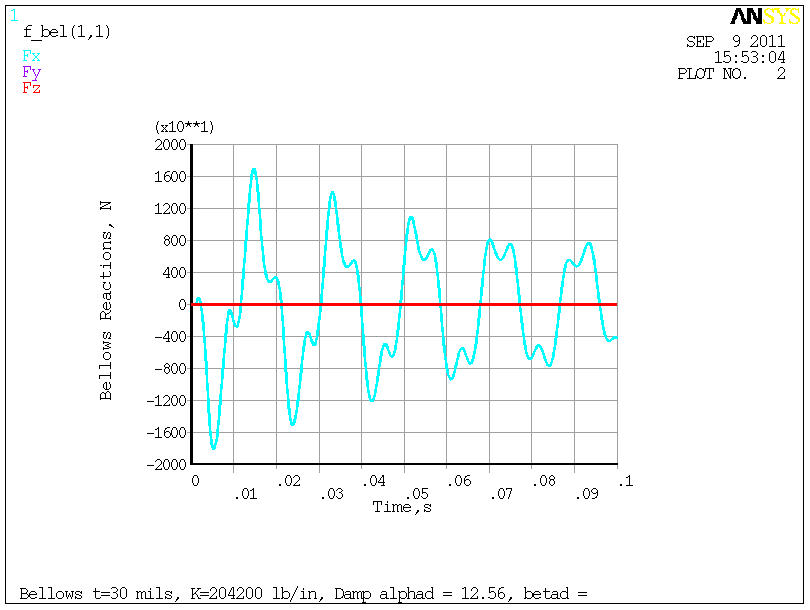 1
ANSYS
f_bel(1,1)
SEP  9 2011
15:53:04
PLOT NO.   2
Fx
Fy
Fz
(x10**1)
2000
1600
1200
800
400
0
-400
-800
-1200
-1600
-2000
Bellows Reactions, N
0
.01
.02
.03
.04
.05
.06
.07
.08
.09
.1
Time,s
Bellows t=30 mils, K=204200 lb/in, Damp alphad = 12.56, betad =